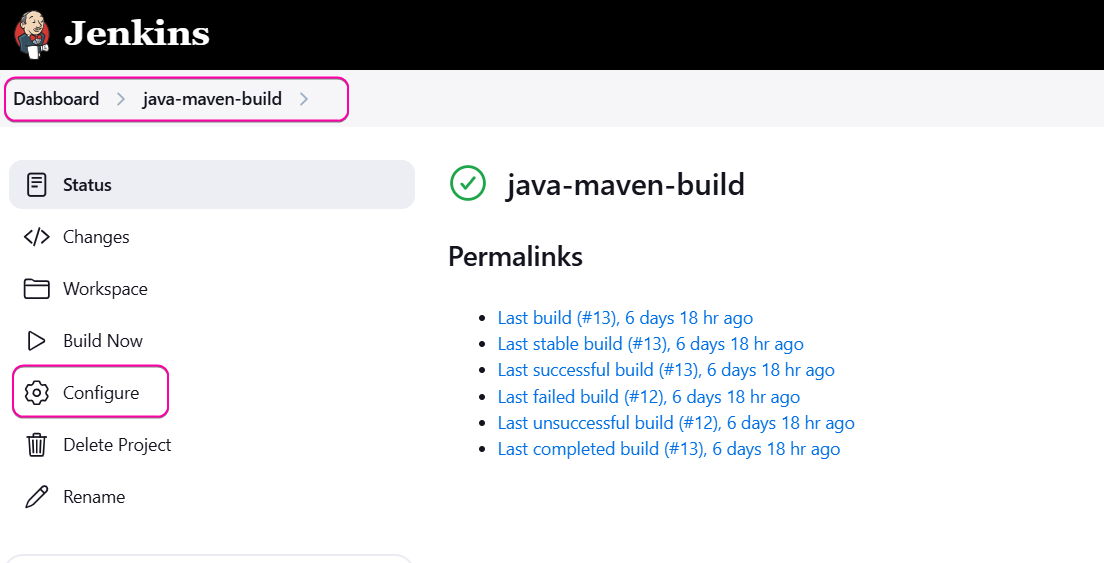 Jenkins
Dashboard > java-maven-build >
Status
Changes
Workspace
Build Now
Configure
Delete Project
Rename
java-maven-build
Permalinks
• Last build (#13), 6 days 18 hr ago
• Last stable build (#13), 6 days 18 hr ago
• Last successful build (#13), 6 days 18 hr ago
• Last failed build (#12), 6 days 18 hr ago
• Last unsuccessful build (#12), 6 days 18 hr ago
• Last completed build (#13), 6 days 18 hr ago